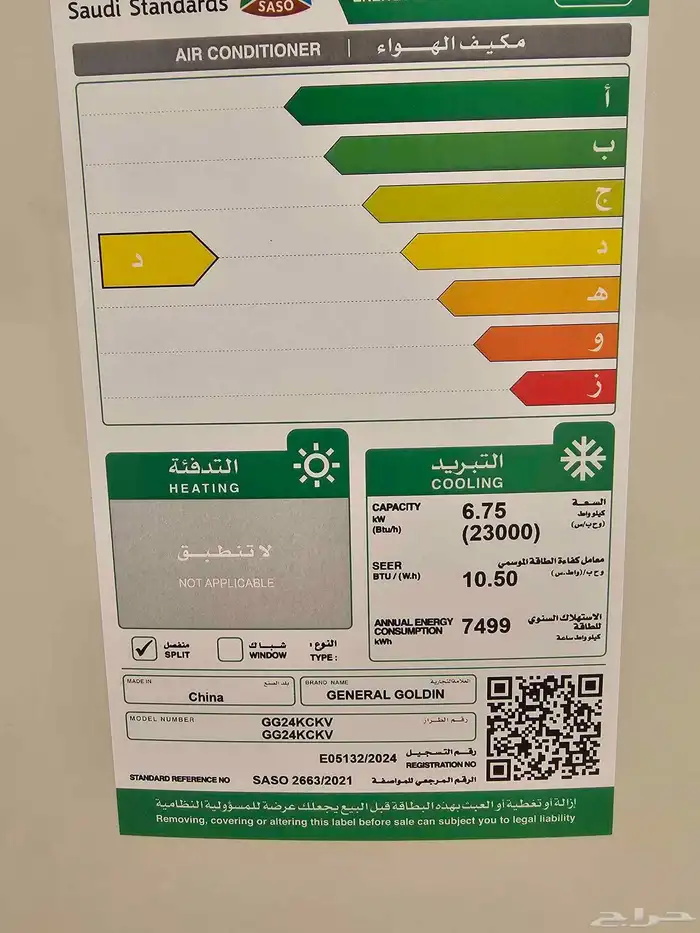 Saudi Standards
SASO
AIR CONDITIONER | مكيف الهواء
أ
ب
ج
د
د
هـ
و
ز
التدفئة
HEATING
لا تنطبق
NOT APPLICABLE
التبريد
COOLING
CAPACITY
kW
(Btu/h)
6.75
(23000)
السعة
كيلو واط
(و ح ب/س)
SEER
BTU / (W.h)
10.50
معامل كفاءة الطاقة الموسمي
و ح ب/(واط.س)
ANNUAL ENERGY
CONSUMPTION
kWh
7499
الاستهلاك السنوي
للطاقة
كيلو واط ساعة
منفصل
SPLIT
شباك
WINDOW
النوع:
TYPE :
MADE IN
بلد الصنع
China
BRAND NAME
العلامة التجارية
GENERAL GOLDIN
MODEL NUMBER
رقم الطراز
GG24KCKV
GG24KCKV
E05132/2024
رقم التسجيل
REGISTRATION NO
STANDARD REFERENCE NO SASO 2663/2021 الرقم المرجعي للمواصفة
إزالة أو تغطية أو العبث بهذه البطاقة قبل البيع يجعلك عرضة للمسؤولية النظامية
Removing, covering or altering this label before sale can subject you to legal liability
حراج